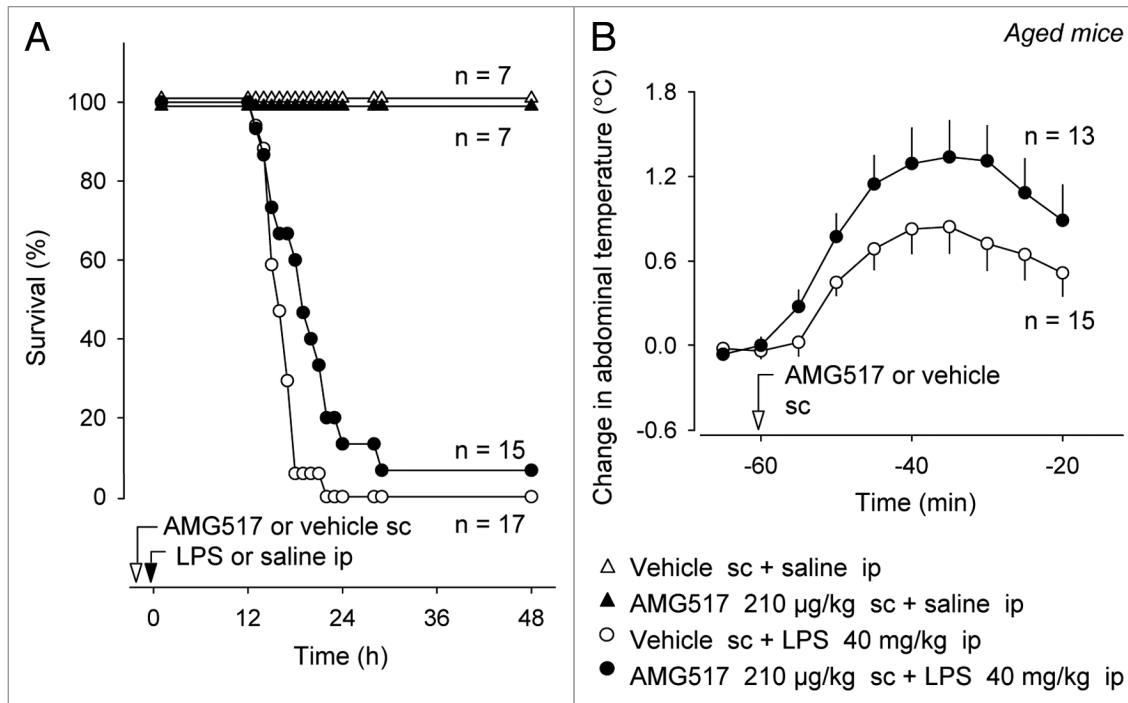 A
Survival (%)
100
80
60
40
20
0
n = 7
n = 7
n = 15
n = 17
AMG517 or vehicle sc
LPS or saline ip
0 12 24 36 48
Time (h)
B
Aged mice
Change in abdominal temperature (°C)
1.8
1.2
0.6
0.0
-0.6
n = 13
n = 15
AMG517 or vehicle
sc
-60 -40 -20
Time (min)
Vehicle sc + saline ip
AMG517 210 µg/kg sc + saline ip
Vehicle sc + LPS 40 mg/kg ip
AMG517 210 µg/kg sc + LPS 40 mg/kg ip